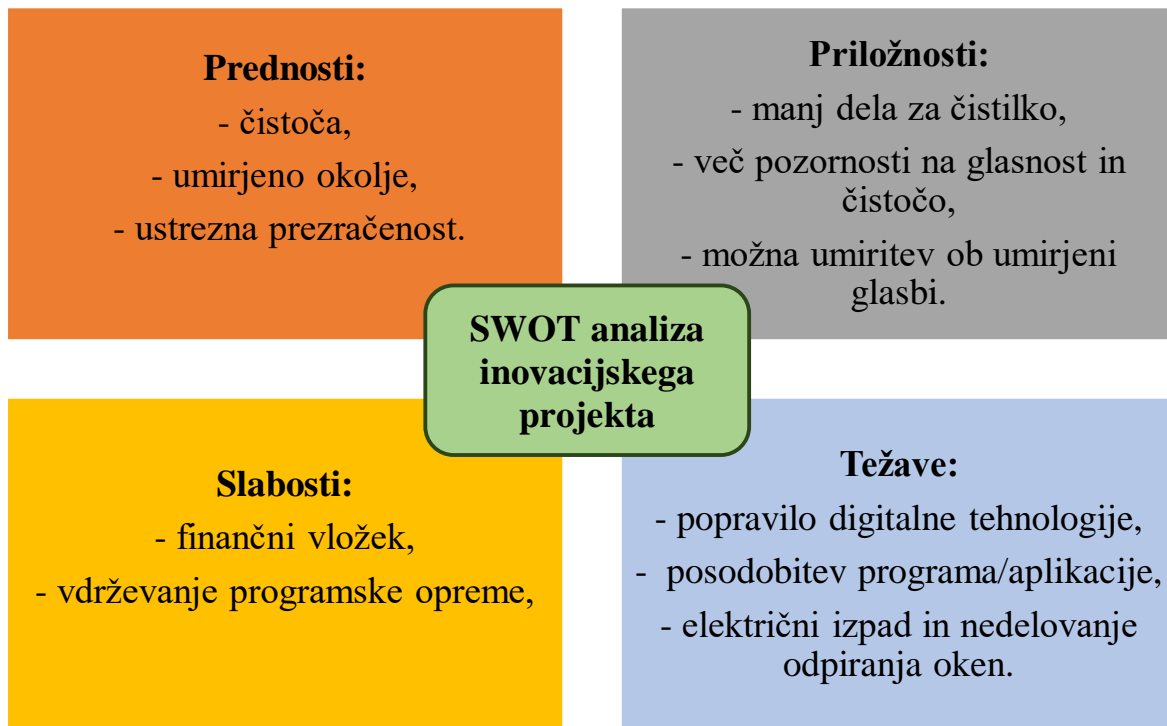 Prednosti:
- čistoča,
- umirjeno okolje,
- ustrezna prezračenost.
Priložnosti:
- manj dela za čistilko,
- več pozornosti na glasnost in
čistočo,
- možna umiritev ob umirjeni
glasbi.
SWOT analiza
inovacijskega
projekta
Slabosti:
- finančni vložek,
- vdrževanje programske opreme,
Težave:
- popravilo digitalne tehnologije,
- posodobitev programa/aplikacije,
- električni izpad in nedelovanje
odpiranja oken.